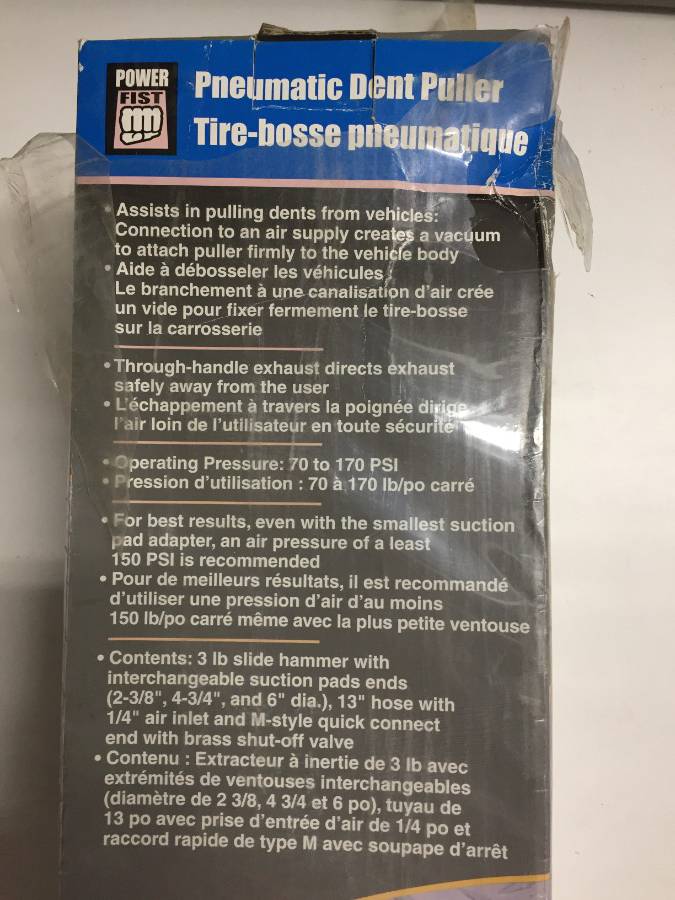 POWER
FIST
Pneumatic Dent Puller
Tire-bosse pneumatique
• Assists in pulling dents from vehicles:
Connection to an air supply creates a vacuum
to attach puller firmly to the vehicle body
• Aide à débosseler les véhicules
Le branchement à une canalisation d'air crée
un vide pour fixer fermement le tire-bosse
sur la carrosserie
• Through-handle exhaust directs exhaust
safely away from the user
• L'échappement à travers la poignée dirige
l'air loin de l'utilisateur en toute sécurité
• Operating Pressure: 70 to 170 PSI
• Pression d'utilisation : 70 à 170 lb/po carré
• For best results, even with the smallest suction
pad adapter, an air pressure of a least
150 PSI is recommended
• Pour de meilleurs résultats, il est recommandé
d'utiliser une pression d'air d'au moins
150 lb/po carré même avec la plus petite ventouse
• Contents: 3 lb slide hammer with
interchangeable suction pads ends
(2-3/8", 4-3/4", and 6" dia.), 13" hose with
1/4" air inlet and M-style quick connect
end with brass shut-off valve
• Contenu : Extracteur à inertie de 3 lb avec
extrémités de ventouses interchangeables
(diamètre de 2 3/8, 4 3/4 et 6 po), tuyau de
13 po avec prise d'entrée d'air de 1/4 po et
raccord rapide de type M avec soupape d'arrêt